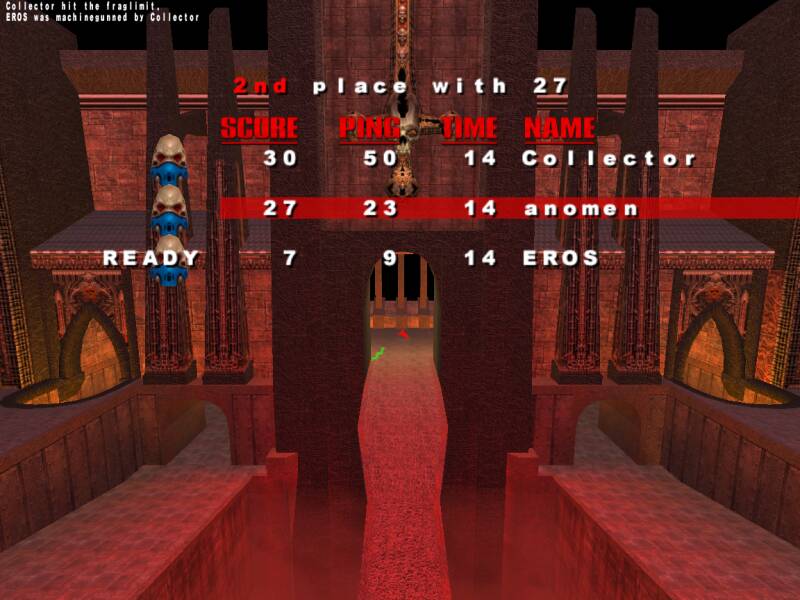 Collector hit the fraglimit.
EROS was machinegunned by Collector
2nd place with 27
SCORE PING TIME NAME
30 50 14 Collector
27 23 14 anomen
READY 7 9 14 EROS